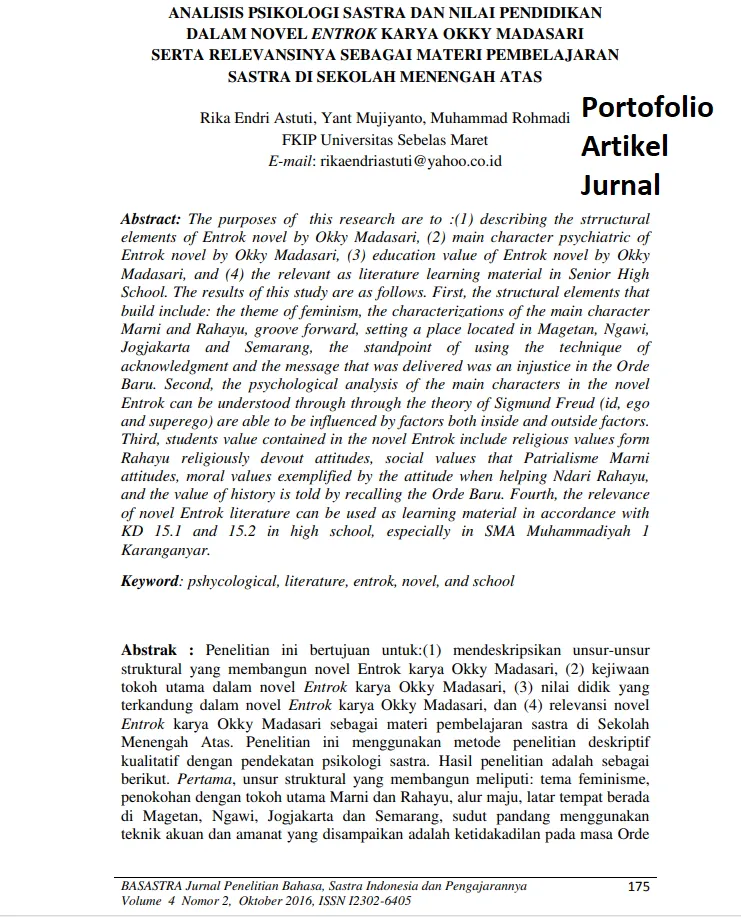 ANALISIS PSIKOLOGI SASTRA DAN NILAI PENDIDIKAN
DALAM NOVEL ENTROK KARYA OKKY MADASARI
SERTA RELEVANSINYA SEBAGAI MATERI PEMBELAJARAN
SASTRA DI SEKOLAH MENENGAH ATAS
Rika Endri Astuti, Yant Mujiyanto, Muhammad Rohmadi
FKIP Universitas Sebelas Maret
E-mail: rikaendriastuti@yahoo.co.id
Portofolio
Artikel
Jurnal
Abstract: The purposes of this research are to :(1) describing the strructural
elements of Entrok novel by Okky Madasari, (2) main character psychiatric of
Entrok novel by Okky Madasari, (3) education value of Entrok novel by Okky
Madasari, and (4) the relevant as literature learning material in Senior High
School. The results of this study are as follows. First, the structural elements that
build include: the theme of feminism, the characterizations of the main character
Marni and Rahayu, groove forward, setting a place located in Magetan, Ngawi,
Jogjakarta and Semarang, the standpoint of using the technique of
acknowledgment and the message that was delivered was an injustice in the Orde
Baru. Second, the psychological analysis of the main characters in the novel
Entrok can be understood through through the theory of Sigmund Freud (id, ego
and superego) are able to be influenced by factors both inside and outside factors.
Third, students value contained in the novel Entrok include religious values form
Rahayu religiously devout attitudes, social values that Patrialisme Marni
attitudes, moral values exemplified by the attitude when helping Ndari Rahayu,
and the value of history is told by recalling the Orde Baru. Fourth, the relevance
of novel Entrok literature can be used as learning material in accordance with
KD 15.1 and 15.2 in high school, especially in SMA Muhammadiyah 1
Karanganyar.
Keyword: pshycological, literature, entrok, novel, and school
Abstrak : Penelitian ini bertujuan untuk:(1) mendeskripsikan unsur-unsur
struktural yang membangun novel Entrok karya Okky Madasari, (2) kejiwaan
tokoh utama dalam novel Entrok karya Okky Madasari, (3) nilai didik yang
terkandung dalam novel Entrok karya Okky Madasari, dan (4) relevansi novel
Entrok karya Okky Madasari sebagai materi pembelajaran sastra di Sekolah
Menengah Atas. Penelitian ini menggunakan metode penelitian deskriptif
kualitatif dengan pendekatan psikologi sastra. Hasil penelitian adalah sebagai
berikut. Pertama, unsur struktural yang membangun meliputi: tema feminisme,
penokohan dengan tokoh utama Marni dan Rahayu, alur maju, latar tempat berada
di Magetan, Ngawi, Jogjakarta dan Semarang, sudut pandang menggunakan
teknik akuan dan amanat yang disampaikan adalah ketidakadilan pada masa Orde
BASASTRA Jurnal Penelitian Bahasa, Sastra Indonesia dan Pengajarannya 175
Volume 4 Nomor 2, Oktober 2016, ISSN I2302-6405